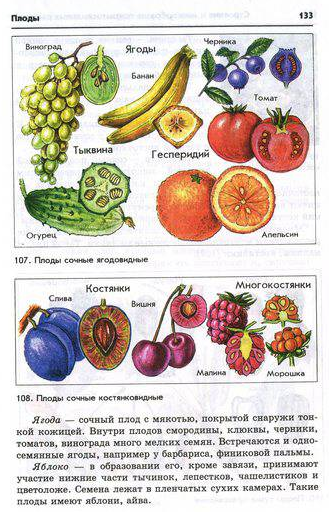 Плоды 133
Виноград
Ягоды
Черника
Банан
Томат
Тыквина
Гесперидий
Огурец
Апельсин
107. Плоды сочные ягодовидные
Костянки
Многокостянки
Слива
Вишня
Малина
Морошка
108. Плоды сочные костянковидные
Ягода — сочный плод с мякотью, покрытой снаружи тон-
кой кожицей. Внутри плодов смородины, клюквы, черники,
томатов, винограда много мелких семян. Встречаются и одно-
семянные ягоды, например у барбариса, финиковой пальмы.
Яблоко — в образовании его, кроме завязи, принимают
участие нижние части тычинок, лепестков, чашелистиков и
цветоложе. Семена лежат в пленчатых сухих камерах. Такие
плоды имеют яблони, айва.